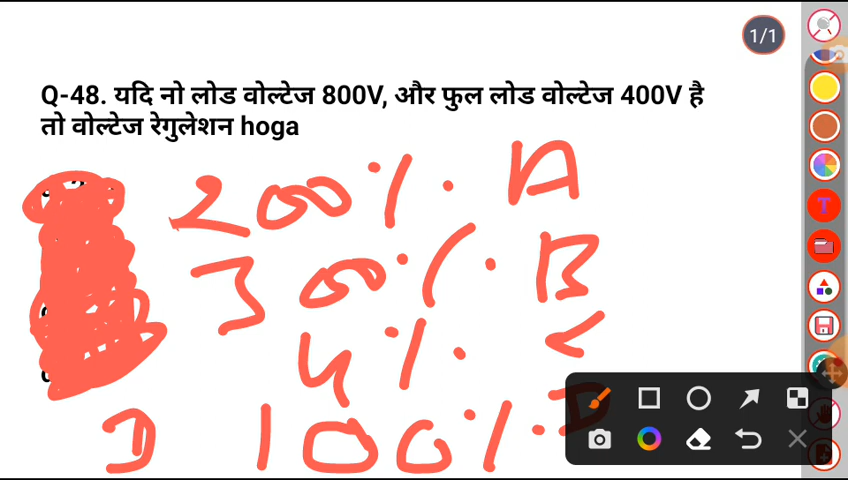 1/1
Q-48. यदि नो लोड वोल्टेज 800V, और फुल लोड वोल्टेज 400V है
तो वोल्टेज रेगुलेशन hoga
200%. A
300%. B
4%. C
D 100%. D
T